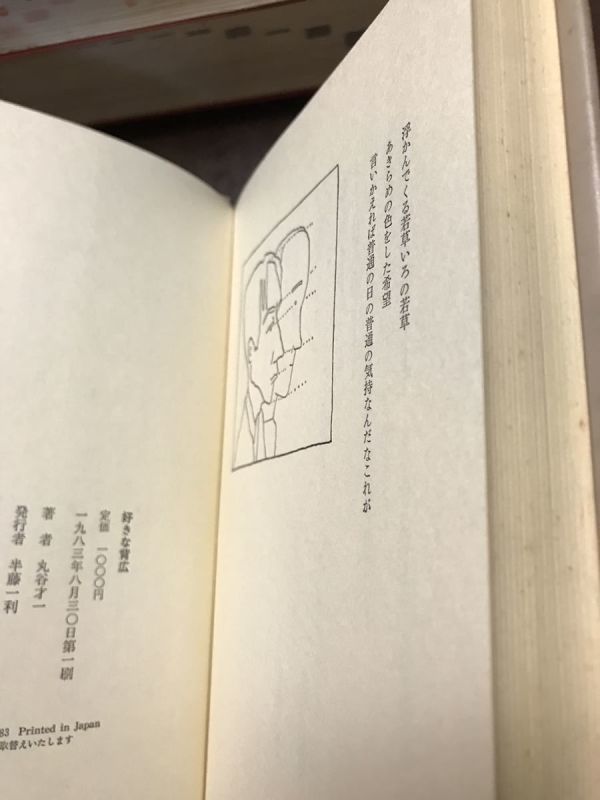 浮かんでくる若草いろの若草
あきらめの色をした希望
言いかえれば普通の日の普通の気持なんだなこれが
好きな背広
定価 一〇〇〇円
一九八三年八月三〇日第一刷
著者 丸谷才一
発行者 半藤一利
83 Printed in Japan
取替えいたします